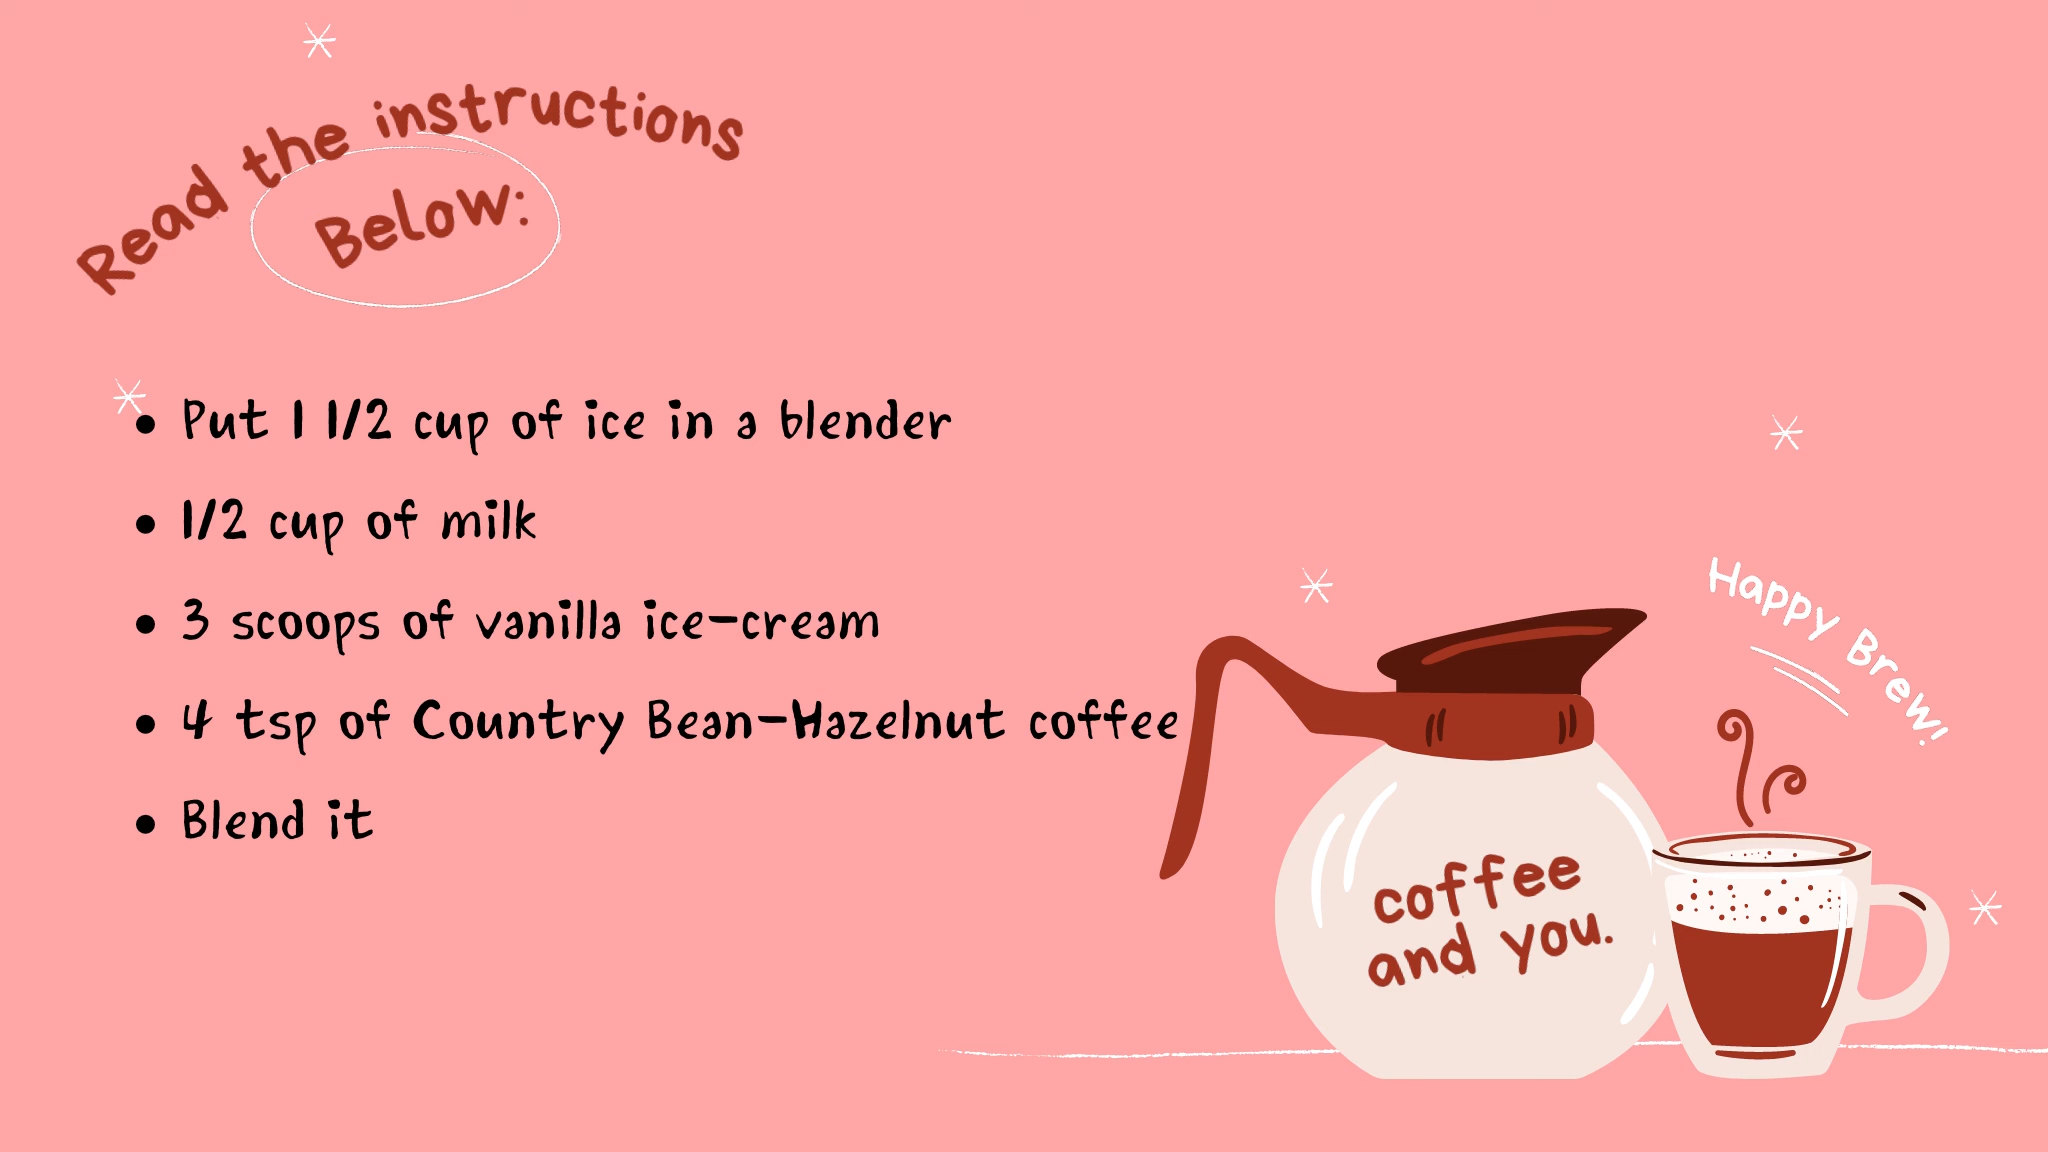 Read the instructions
Below:
• Put 1 1/2 cup of ice in a blender
• 1/2 cup of milk
• 3 scoops of vanilla ice-cream
• 4 tsp of Country Bean-Hazelnut coffee
• Blend it
Happy Brew!
coffee
and you.